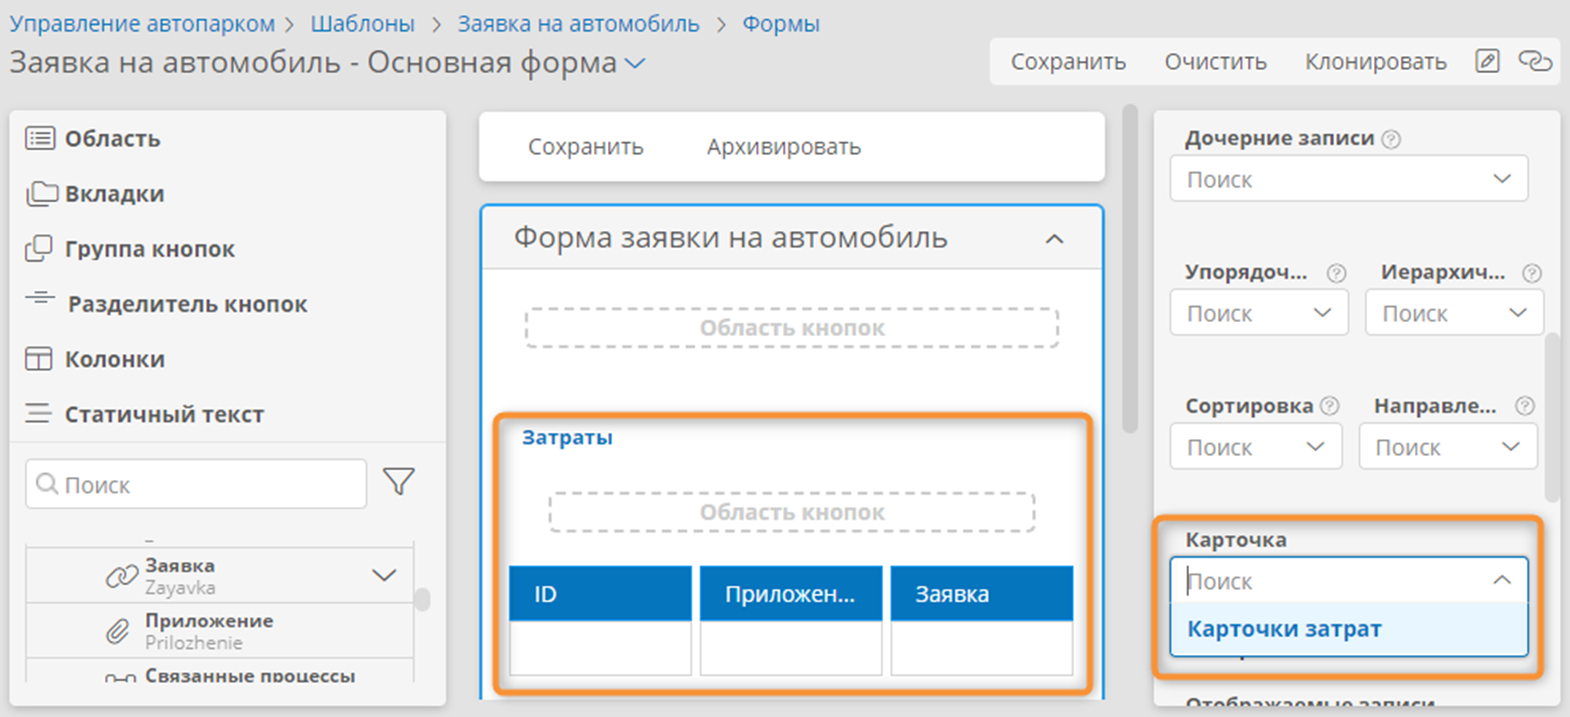 Управление автопарком > Шаблоны > Заявка на автомобиль > Формы
Заявка на автомобиль - Основная форма
Сохранить Очистить Клонировать
Область
Вкладки
Группа кнопок
Разделитель кнопок
Колонки
Статичный текст
Поиск
Заявка
Zayavka
Приложение
Prilozhenie
Связанные процессы
Сохранить Архивировать
Форма заявки на автомобиль
Область кнопок
Затраты
Область кнопок
ID Приложен... Заявка
Дочерние записи
Поиск
Упорядоч... Иерархич...
Поиск Поиск
Сортировка Направле...
Поиск Поиск
Карточка
Поиск
Карточки затрат
Отображаемые записи